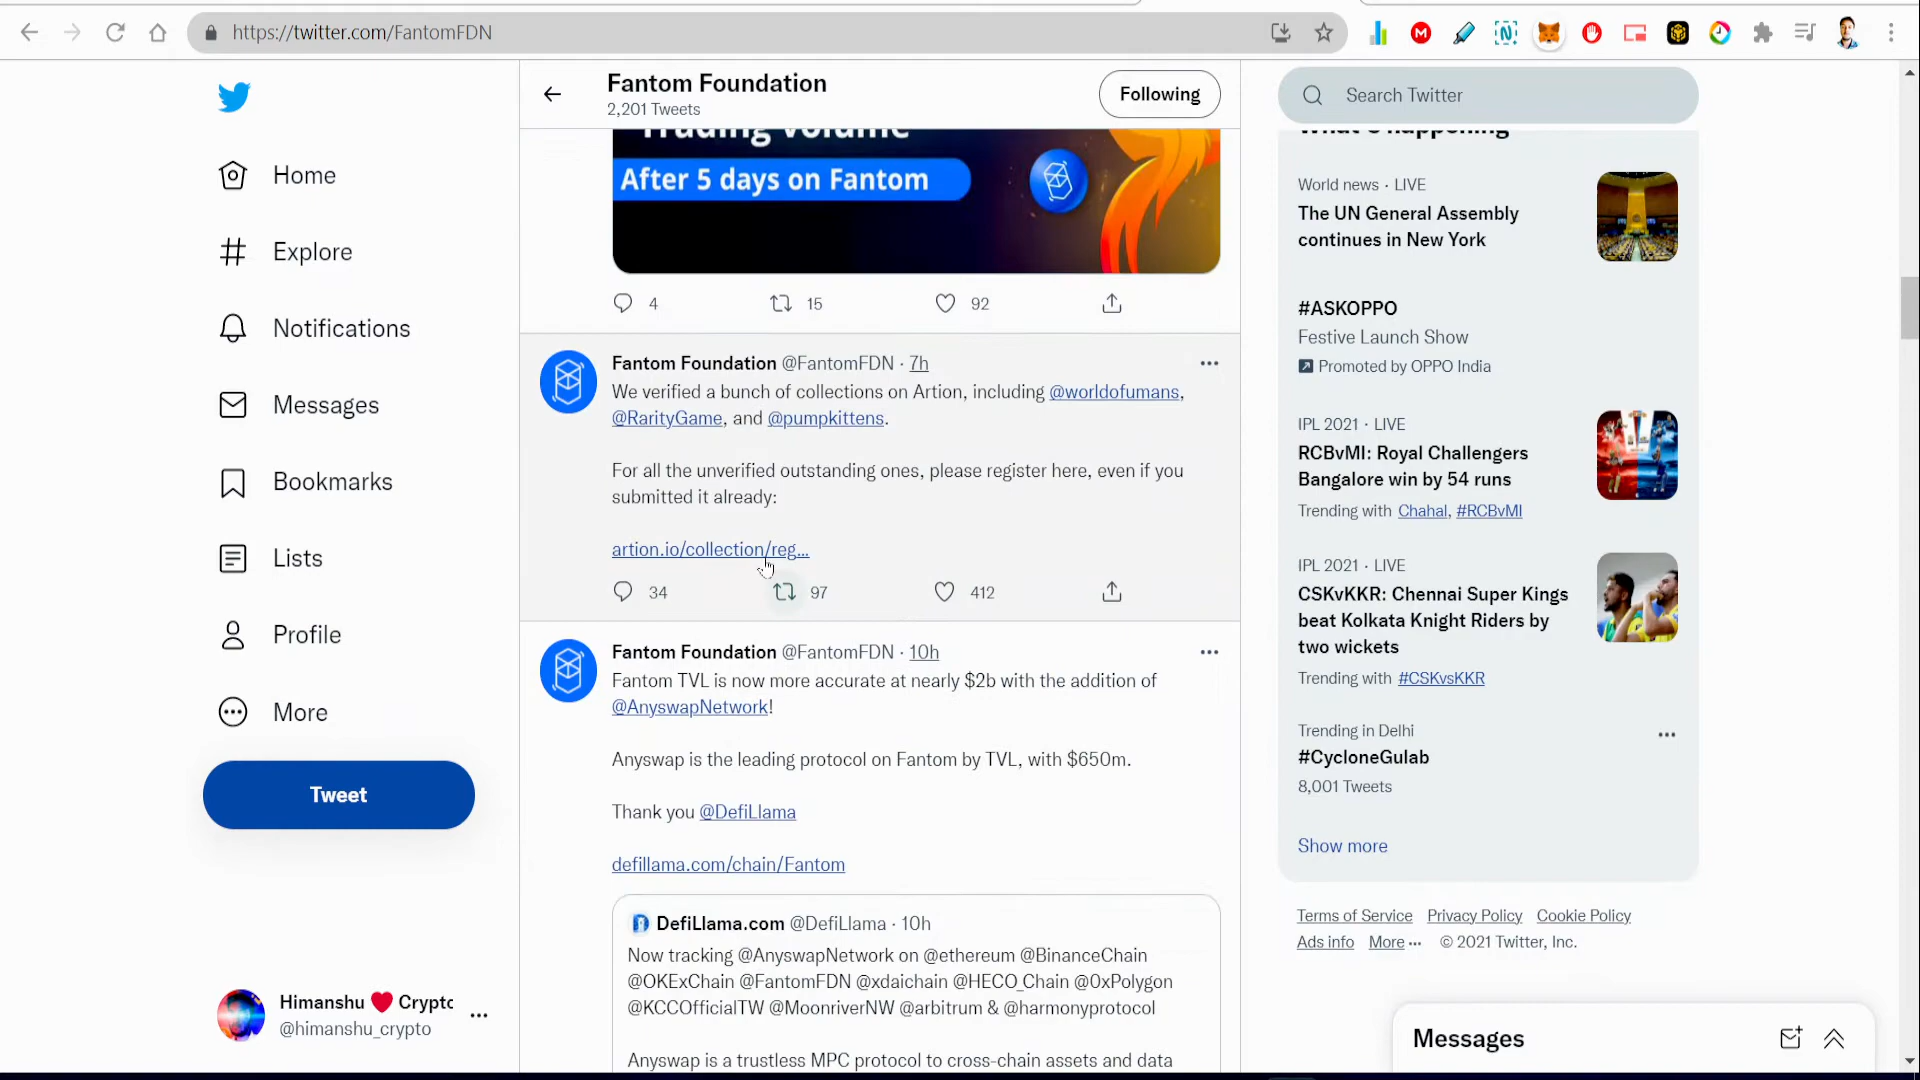 https://twitter.com/FantomFDN
Home
Explore
Notifications
Messages
Bookmarks
Lists
Profile
More
Tweet
Himanshu ❤ Crypto
@himanshu_crypto
Fantom Foundation
2,201 Tweets
Following
Trading Volume
After 5 days on Fantom
4 15 92
Fantom Foundation @FantomFDN · 7h
We verified a bunch of collections on Artion, including @worldofumans,
@RarityGame, and @pumpkittens.
For all the unverified outstanding ones, please register here, even if you
submitted it already:
artion.io/collection/reg...
34 97 412
Fantom Foundation @FantomFDN · 10h
Fantom TVL is now more accurate at nearly $2b with the addition of
@AnyswapNetwork!
Anyswap is the leading protocol on Fantom by TVL, with $650m.
Thank you @DefiLlama
defillama.com/chain/Fantom
DefiLlama.com @DefiLlama · 10h
Now tracking @AnyswapNetwork on @ethereum @BinanceChain
@OKExChain @FantomFDN @xdaichain @HECO_Chain @0xPolygon
@KCCOfficialTW @MoonriverNW @arbitrum & @harmonyprotocol
Anyswap is a trustless MPC protocol to cross-chain assets and data
Search Twitter
What's happening
World news · LIVE
The UN General Assembly
continues in New York
#ASKOPPO
Festive Launch Show
Promoted by OPPO India
IPL 2021 · LIVE
RCBvMI: Royal Challengers
Bangalore win by 54 runs
Trending with Chahal, #RCBvMI
IPL 2021 · LIVE
CSKvKKR: Chennai Super Kings
beat Kolkata Knight Riders by
two wickets
Trending with #CSKvsKKR
Trending in Delhi
#CycloneGulab
8,001 Tweets
Show more
Terms of Service Privacy Policy Cookie Policy
Ads info More ··· © 2021 Twitter, Inc.
Messages